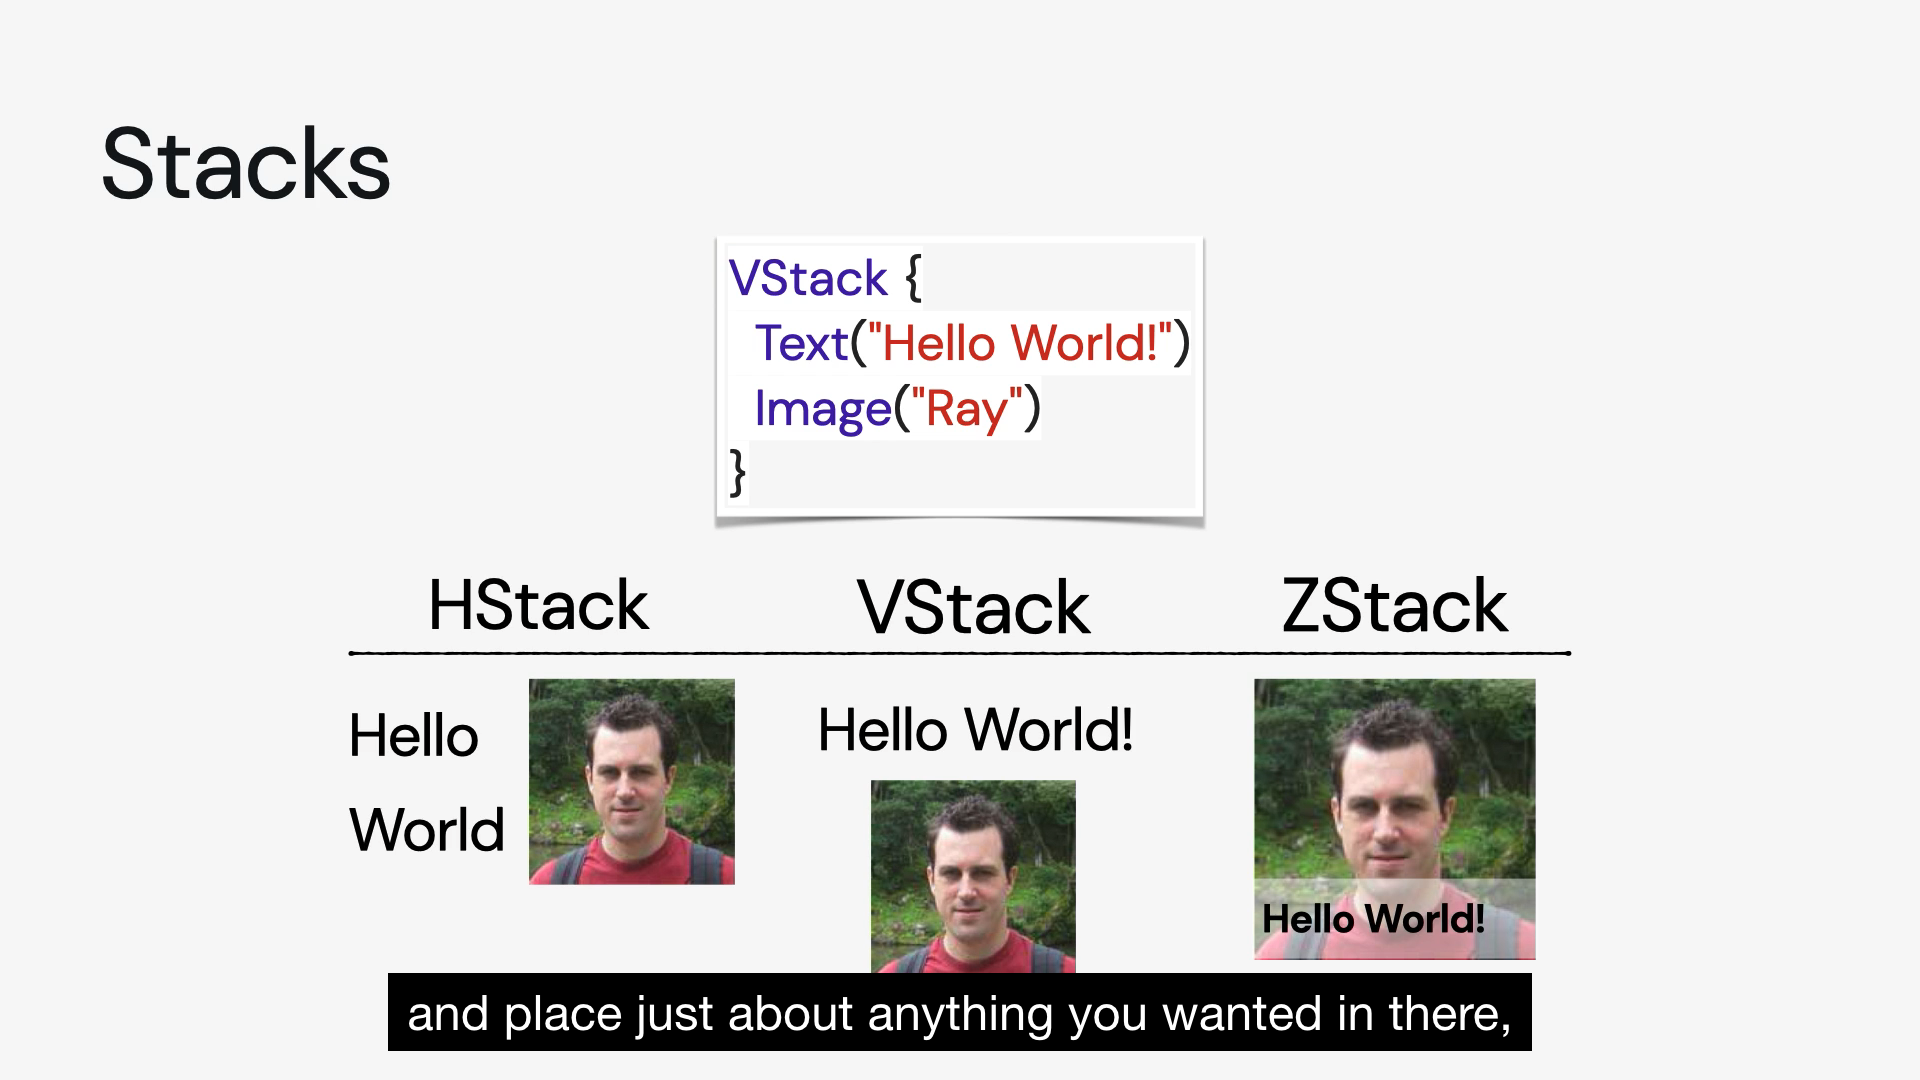 Stacks
VStack {
Text("Hello World!")
Image("Ray")
}
HStack
VStack
ZStack
Hello
World
Hello World!
Hello World!
and place just about anything you wanted in there,